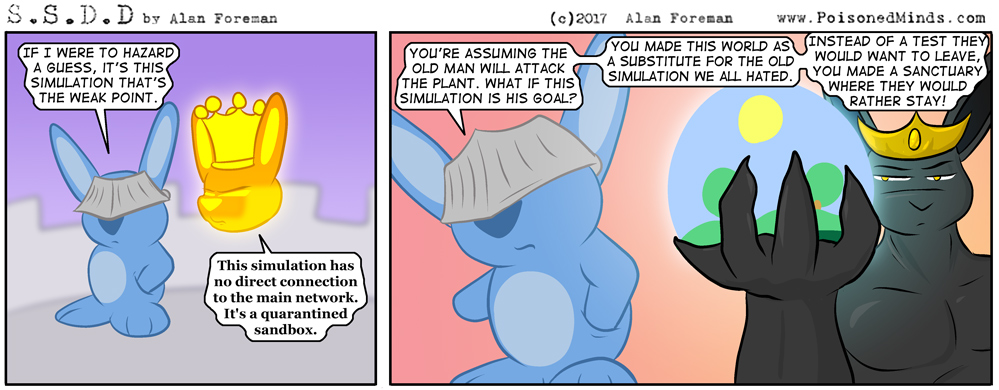 S.S.D.D by Alan Foreman
(c)2017 Alan Foreman
www.PoisonedMinds.com
IF I WERE TO HAZARD
A GUESS, IT'S THIS
SIMULATION THAT'S
THE WEAK POINT.
This simulation has
no direct connection
to the main network.
It's a quarantined
sandbox.
YOU'RE ASSUMING THE
OLD MAN WILL ATTACK
THE PLANT. WHAT IF THIS
SIMULATION IS HIS GOAL?
YOU MADE THIS WORLD AS
A SUBSTITUTE FOR THE OLD
SIMULATION WE ALL HATED.
INSTEAD OF A TEST THEY
WOULD WANT TO LEAVE,
YOU MADE A SANCTUARY
WHERE THEY WOULD
RATHER STAY!